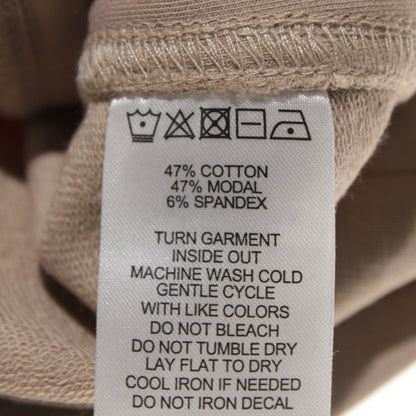 47% COTTON
47% MODAL
6% SPANDEX
TURN GARMENT
INSIDE OUT
MACHINE WASH COLD
GENTLE CYCLE
WITH LIKE COLORS
DO NOT BLEACH
DO NOT TUMBLE DRY
LAY FLAT TO DRY
COOL IRON IF NEEDED
DO NOT IRON DECAL